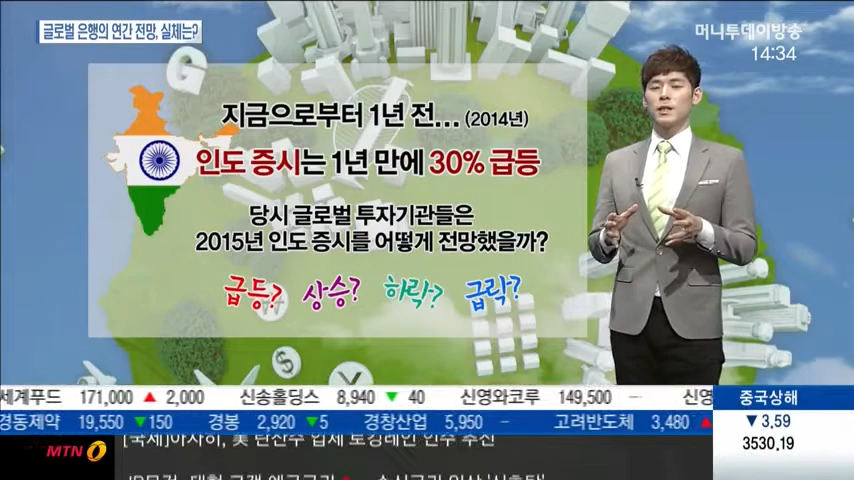 글로벌 은행의 연간 전망, 실체는?
머니투데이방송
14:34
지금으로부터 1년 전... (2014년)
인도 증시는 1년 만에 30% 급등
당시 글로벌 투자기관들은
2015년 인도 증시를 어떻게 전망했을까?
급등? 상승? 하락? 급락?
$
세계푸드 171,000 ▲ 2,000 신송홀딩스 8,940 ▼ 40 신영와코루 149,500 – 신영
경동제약 19,550 ▼150 경봉 2,920 ▼5 경창산업 5,950 – 고려반도체 3,480 ▲
중국상해
▼ 3.59
3530.19
MTN